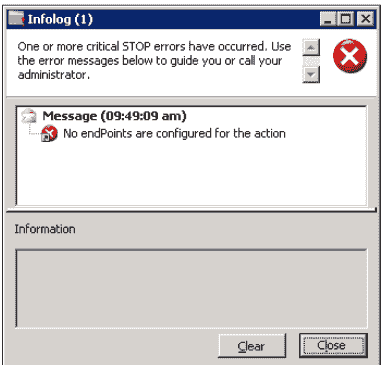 Infolog (1)
One or more critical STOP errors have occurred. Use
the error messages below to guide you or call your
administrator.
Message (09:49:09 am)
No endPoints are configured for the action
Information
Clear
Close